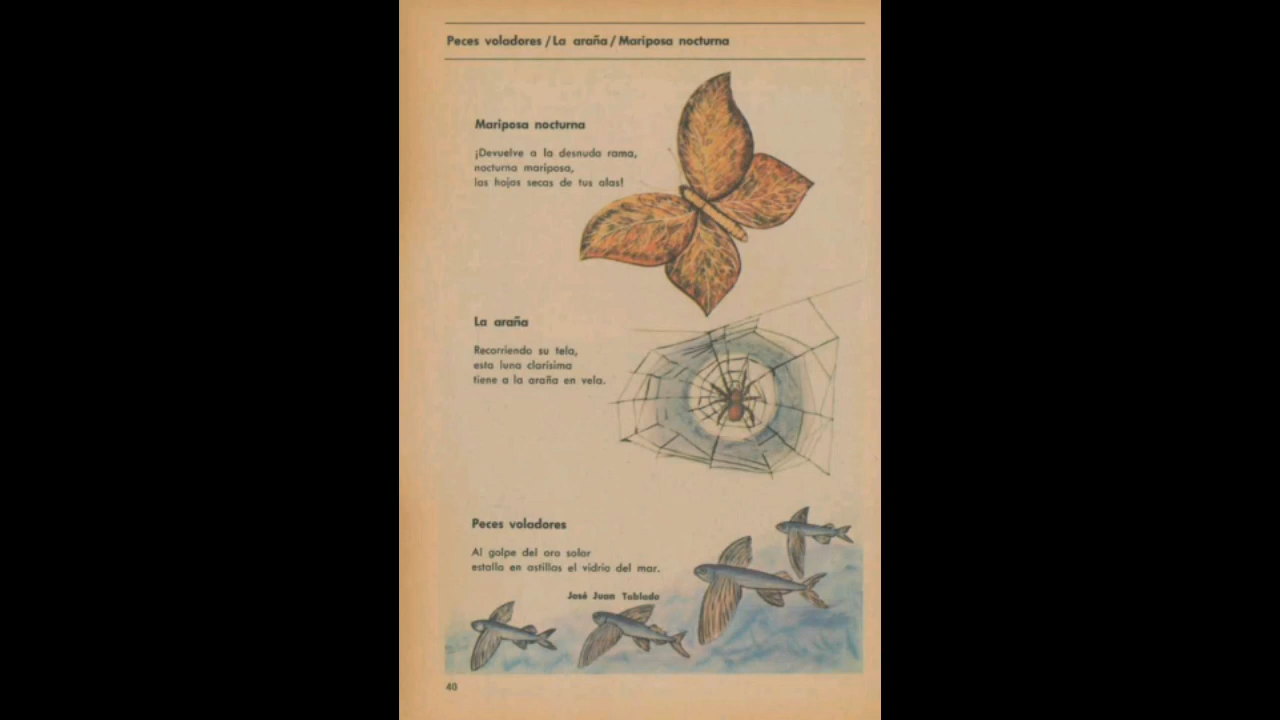 Peces voladores / La araña / Mariposa nocturna
Mariposa nocturna
¡Devuelve a la desnuda rama,
nocturna mariposa,
las hojas secas de tus alas!
La araña
Recorriendo su tela,
esta luna clarísima
tiene a la araña en vela.
Peces voladores
Al golpe del oro solar
estalla en astillas el vidrio del mar.
José Juan Tablada
40